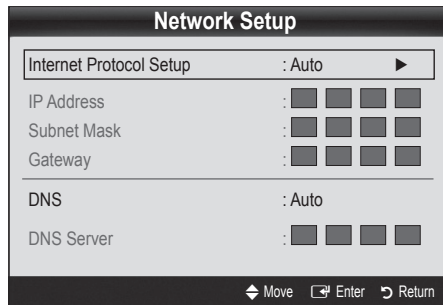 Network Setup
Internet Protocol Setup : Auto ▶
IP Address :
Subnet Mask :
Gateway :
DNS : Auto
DNS Server :
Move Enter Return